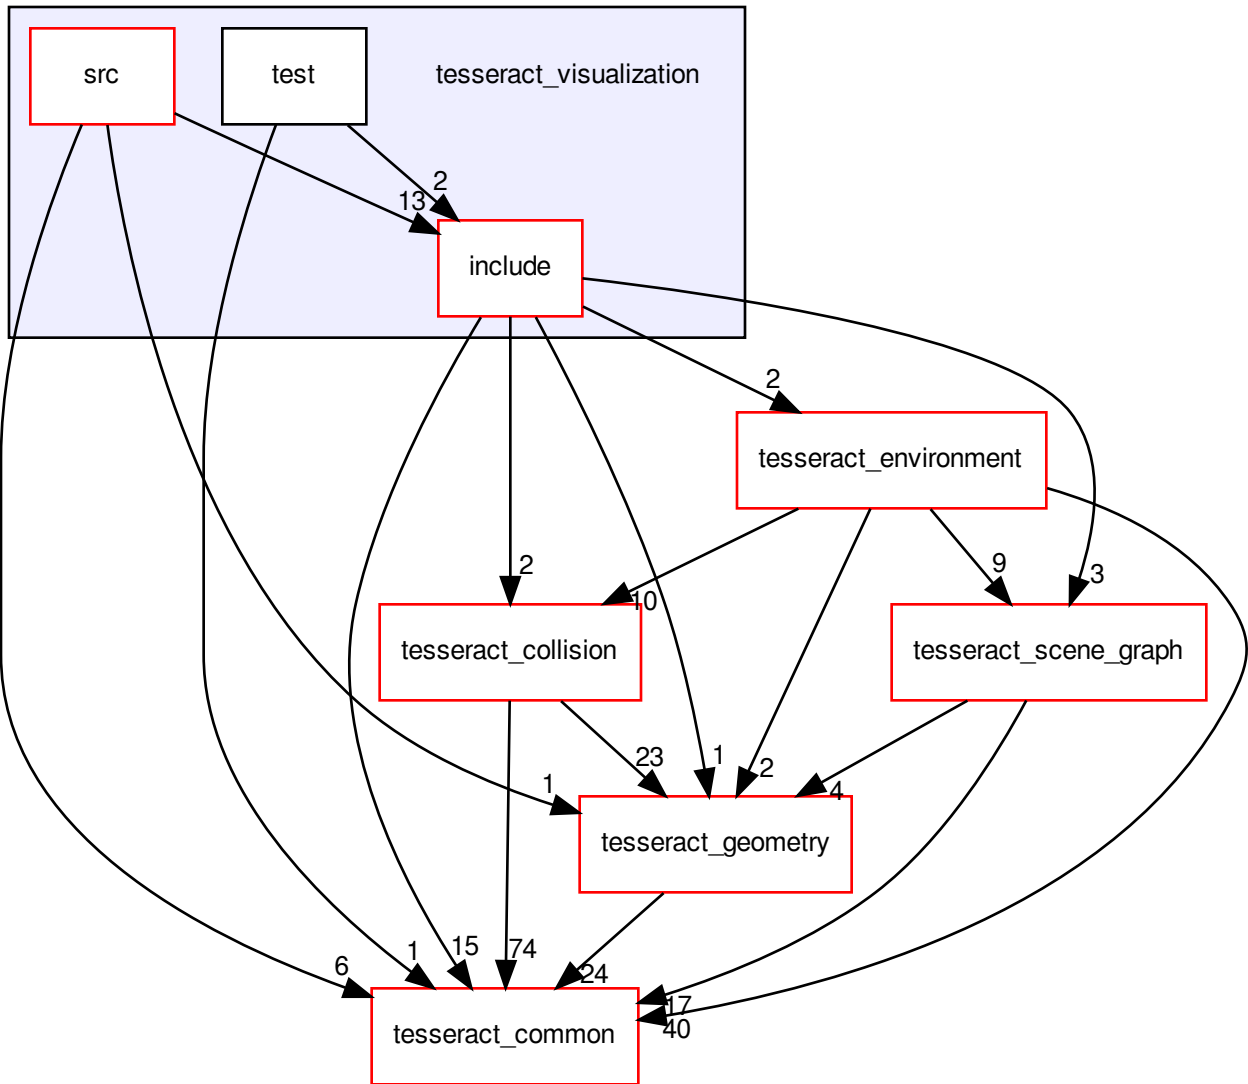 src
test
tesseract_visualization
2
13
include
2
tesseract_environment
2
9
3
10
tesseract_collision
tesseract_scene_graph
23
1
2
1
4
tesseract_geometry
6
1
15
74
24
17
40
tesseract_common